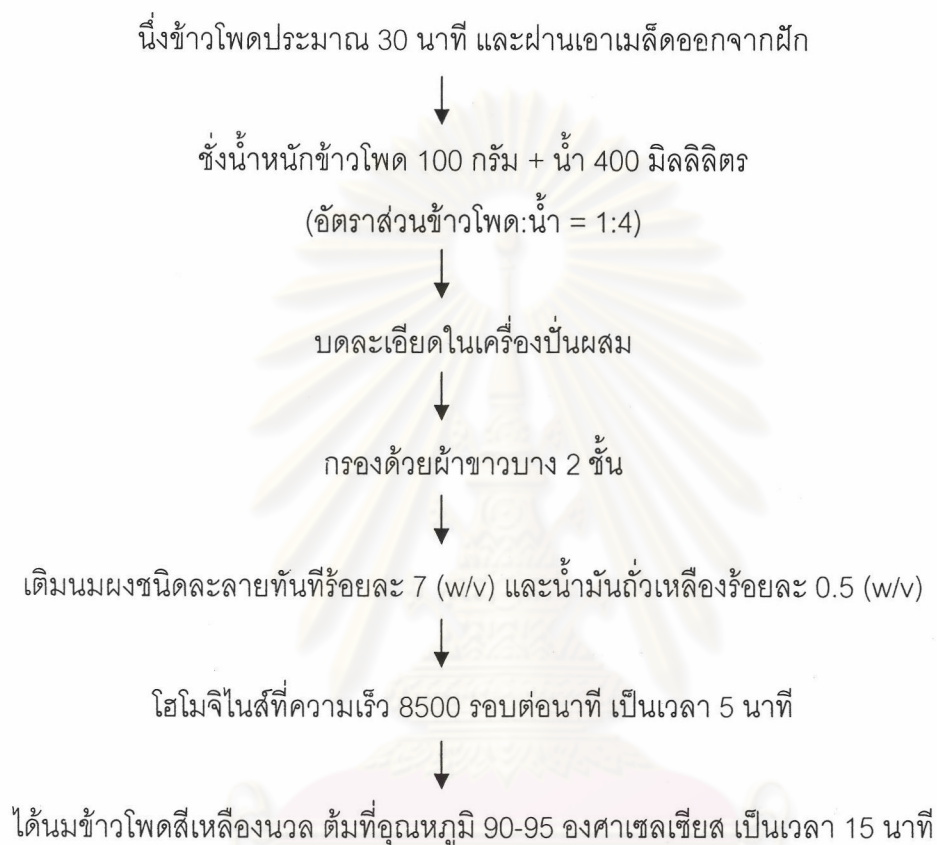 นึ่งข้าวโพดประมาณ 30 นาที และฝานเอาเมล็ดออกจากฝัก
ชั่งน้ำหนักข้าวโพด 100 กรัม + น้ำ 400 มิลลิลิตร
(อัตราส่วนข้าวโพด:น้ำ = 1:4)
บดละเอียดในเครื่องปั่นผสม
กรองด้วยผ้าขาวบาง 2 ชั้น
เติมนมผงชนิดละลายทันทีร้อยละ 7 (w/v) และน้ำมันถั่วเหลืองร้อยละ 0.5 (w/v)
โฮโมจิไนส์ที่ความเร็ว 8500 รอบต่อนาที เป็นเวลา 5 นาที
ได้นมข้าวโพดสีเหลืองนวล ต้มที่อุณหภูมิ 90-95 องศาเซลเซียส เป็นเวลา 15 นาที